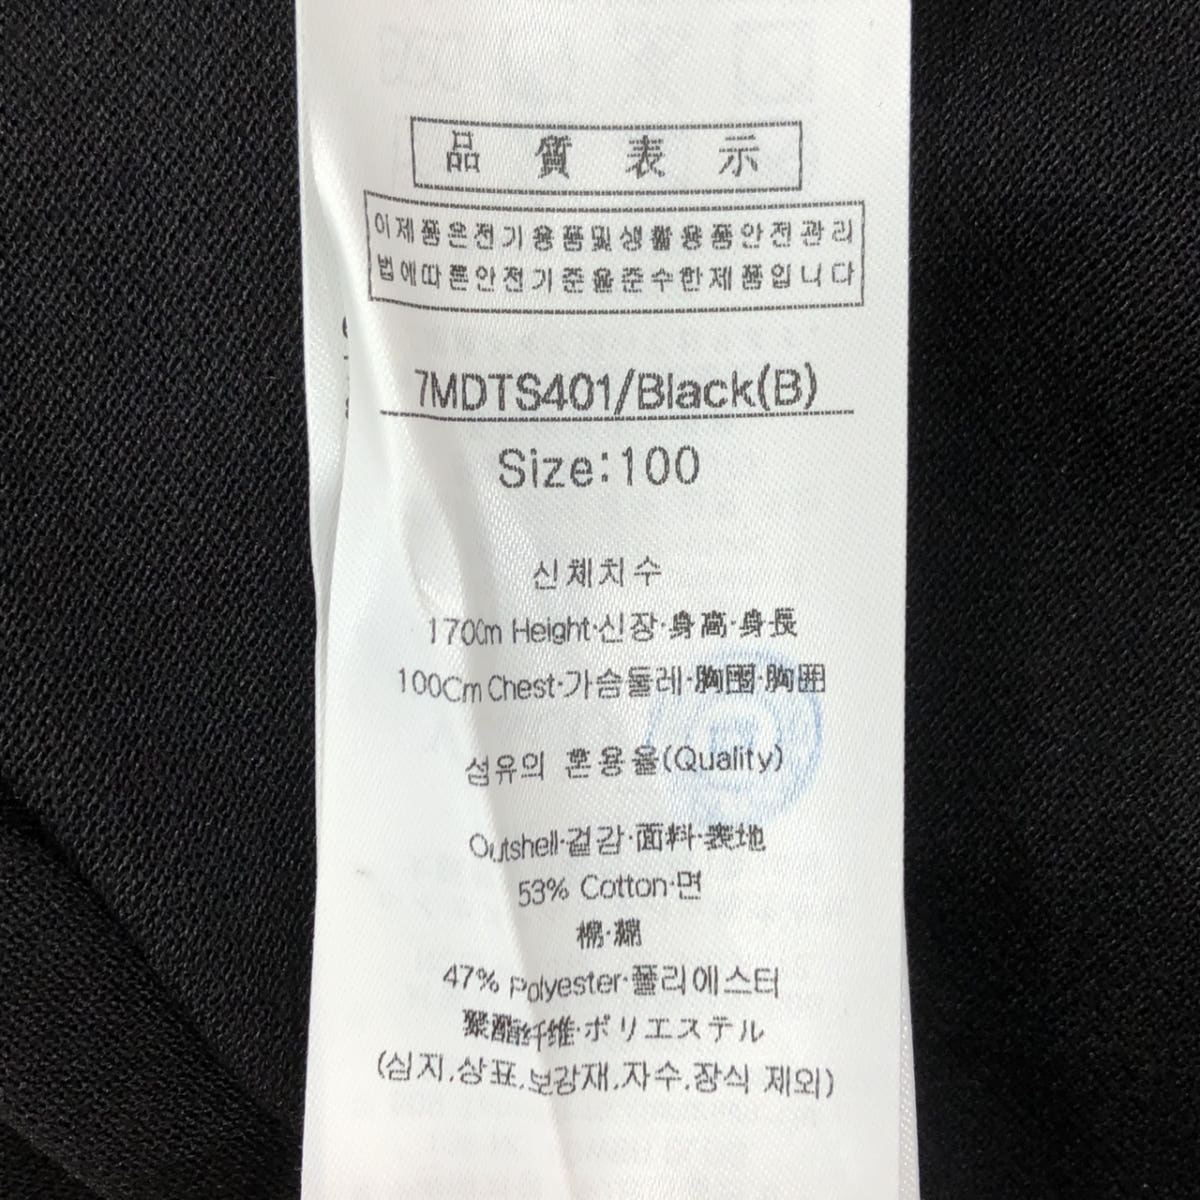 品質表示
이제품은전기용품및생활용품안전관리
법에따른안전기준을준수한제품입니다
7MDTS401/Black(B)
Size:100
신체치수
170Cm Height·신장·身高·身長
100Cm Chest·가슴둘레·胸围·胸囲
섬유의 혼용율(Quality)
Outshell·겉감·面料·表地
53% Cotton·면
棉·綿
47% Polyester·폴리에스터
聚酯纤维·ポリエステル
(심지,상표,보강재,자수,장식 제외)